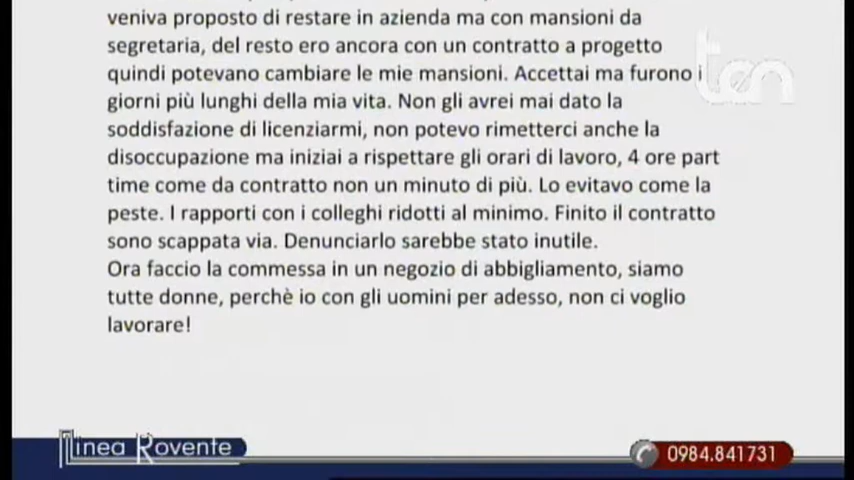 veniva proposto di restare in azienda ma con mansioni da
segretaria, del resto ero ancora con un contratto a progetto
quindi potevano cambiare le mie mansioni. Accettai ma furono i
giorni più lunghi della mia vita. Non gli avrei mai dato la
soddisfazione di licenziarmi, non potevo rimetterci anche la
disoccupazione ma iniziai a rispettare gli orari di lavoro, 4 ore part
time come da contratto non un minuto di più. Lo evitavo come la
peste. I rapporti con i colleghi ridotti al minimo. Finito il contratto
sono scappata via. Denunciarlo sarebbe stato inutile.
Ora faccio la commessa in un negozio di abbigliamento, siamo
tutte donne, perchè io con gli uomini per adesso, non ci voglio
lavorare!
ten
Linea Rovente
0984.841731